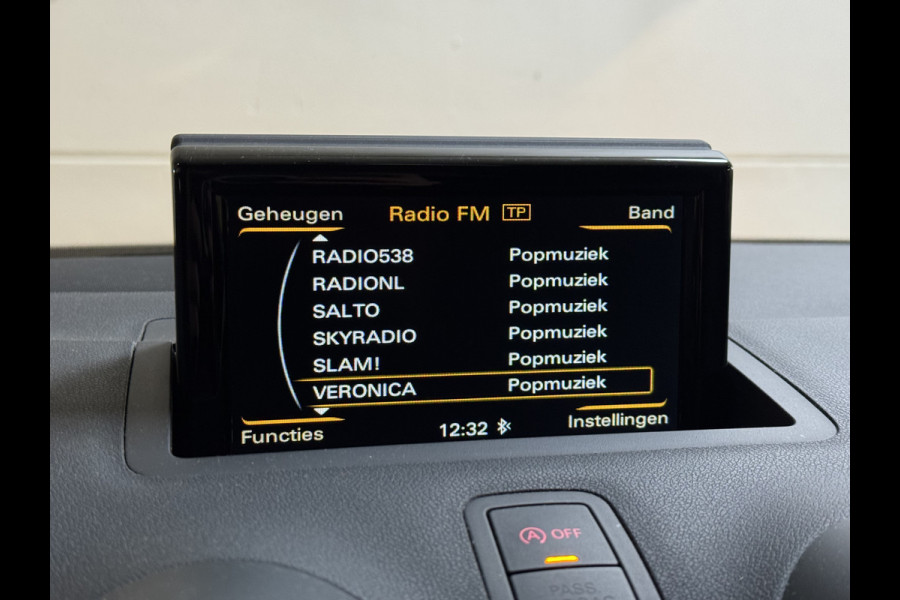 Geheugen Radio FM TP Band
RADIO538 Popmuziek
RADIONL Popmuziek
SALTO Popmuziek
SKYRADIO Popmuziek
SLAM! Popmuziek
VERONICA Popmuziek
Functies 12:32 Instellingen
A OFF
PASS